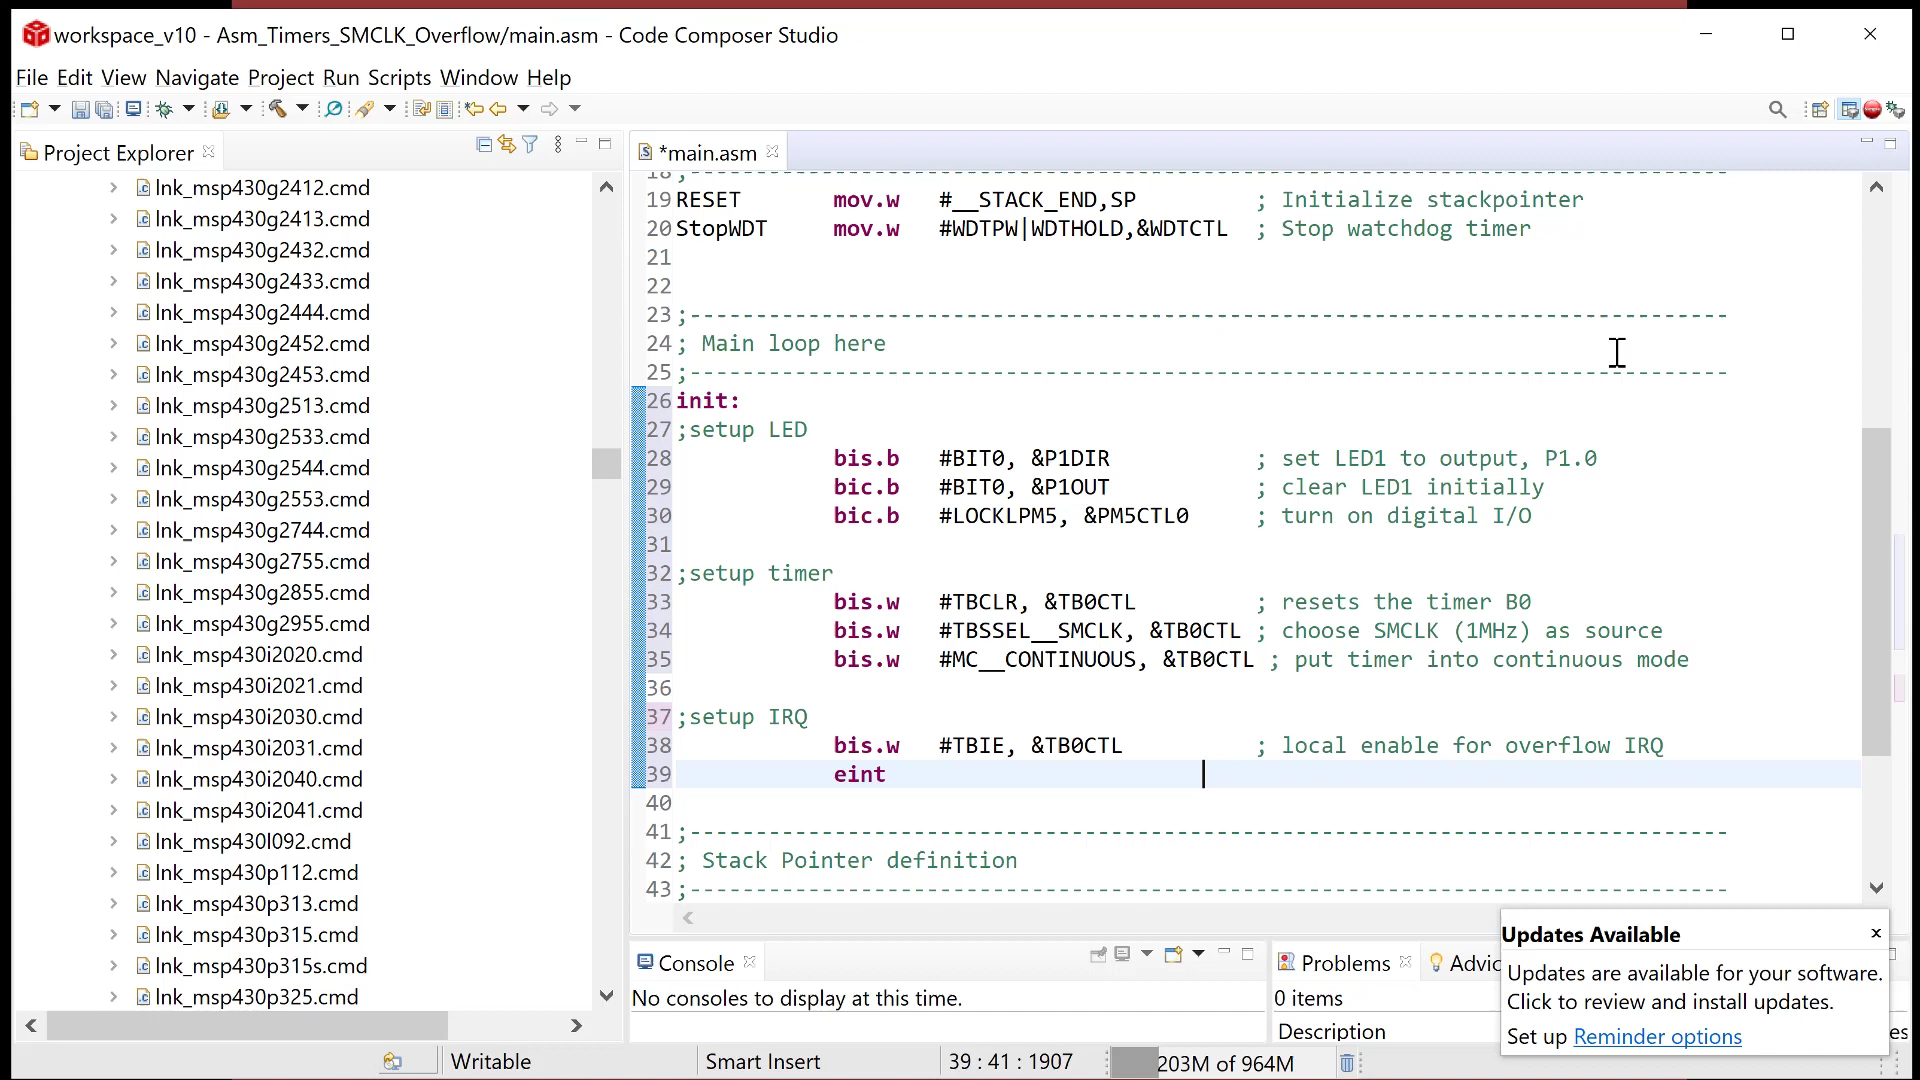 workspace_v10 - Asm_Timers_SMCLK_Overflow/main.asm - Code Composer Studio
File Edit View Navigate Project Run Scripts Window Help
Project Explorer
lnk_msp430g2412.cmd
lnk_msp430g2413.cmd
lnk_msp430g2432.cmd
lnk_msp430g2433.cmd
lnk_msp430g2444.cmd
lnk_msp430g2452.cmd
lnk_msp430g2453.cmd
lnk_msp430g2513.cmd
lnk_msp430g2533.cmd
lnk_msp430g2544.cmd
lnk_msp430g2553.cmd
lnk_msp430g2744.cmd
lnk_msp430g2755.cmd
lnk_msp430g2855.cmd
lnk_msp430g2955.cmd
lnk_msp430i2020.cmd
lnk_msp430i2021.cmd
lnk_msp430i2030.cmd
lnk_msp430i2031.cmd
lnk_msp430i2040.cmd
lnk_msp430i2041.cmd
lnk_msp430l092.cmd
lnk_msp430p112.cmd
lnk_msp430p313.cmd
lnk_msp430p315.cmd
lnk_msp430p315s.cmd
lnk_msp430p325.cmd
*main.asm
18 ;-------------------------------------------------------------------------------
19 RESET mov.w #__STACK_END,SP ; Initialize stackpointer
20 StopWDT mov.w #WDTPW|WDTHOLD,&WDTCTL ; Stop watchdog timer
21
22
23 ;-------------------------------------------------------------------------------
24 ; Main loop here
25 ;-------------------------------------------------------------------------------
26 init:
27 ;setup LED
28 bis.b #BIT0, &P1DIR ; set LED1 to output, P1.0
29 bic.b #BIT0, &P1OUT ; clear LED1 initially
30 bic.b #LOCKLPM5, &PM5CTL0 ; turn on digital I/O
31
32 ;setup timer
33 bis.w #TBCLR, &TB0CTL ; resets the timer B0
34 bis.w #TBSSEL__SMCLK, &TB0CTL ; choose SMCLK (1MHz) as source
35 bis.w #MC__CONTINUOUS, &TB0CTL ; put timer into continuous mode
36
37 ;setup IRQ
38 bis.w #TBIE, &TB0CTL ; local enable for overflow IRQ
39 eint
40
41 ;-------------------------------------------------------------------------------
42 ; Stack Pointer definition
43 ;-------------------------------------------------------------------------------
Console
No consoles to display at this time.
Problems
Advic
0 items
Description
Updates Available
Updates are available for your software.
Click to review and install updates.
Set up Reminder options
Writable
Smart Insert
39 : 41 : 1907
203M of 964M